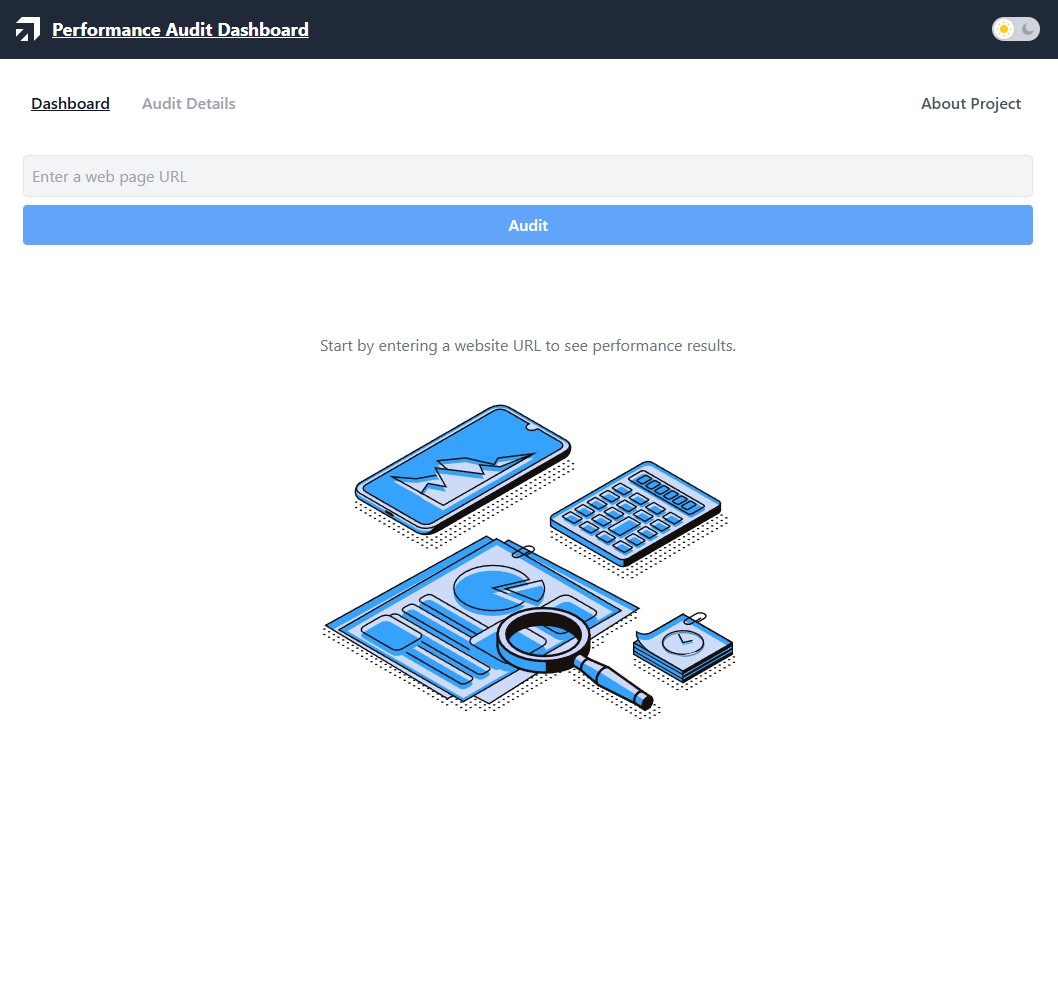 Performance Audit Dashboard
Dashboard
Audit Details
About Project
Enter a web page URL
Audit
Start by entering a website URL to see performance results.